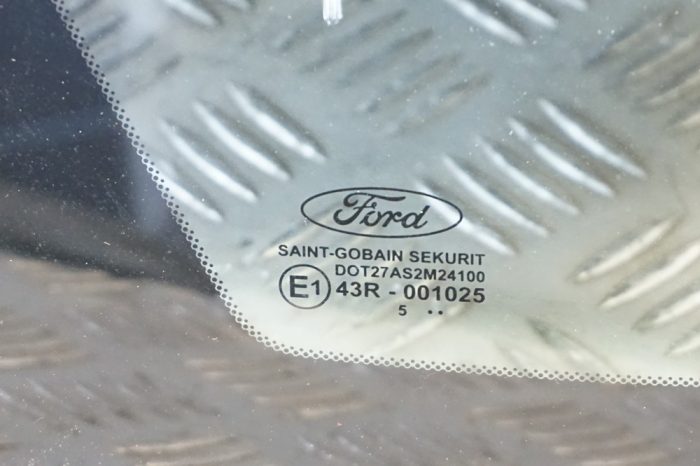 Ford
SAINT-GOBAIN SEKURIT
DOT27AS2M24100
E1 43R - 001025
5 ..